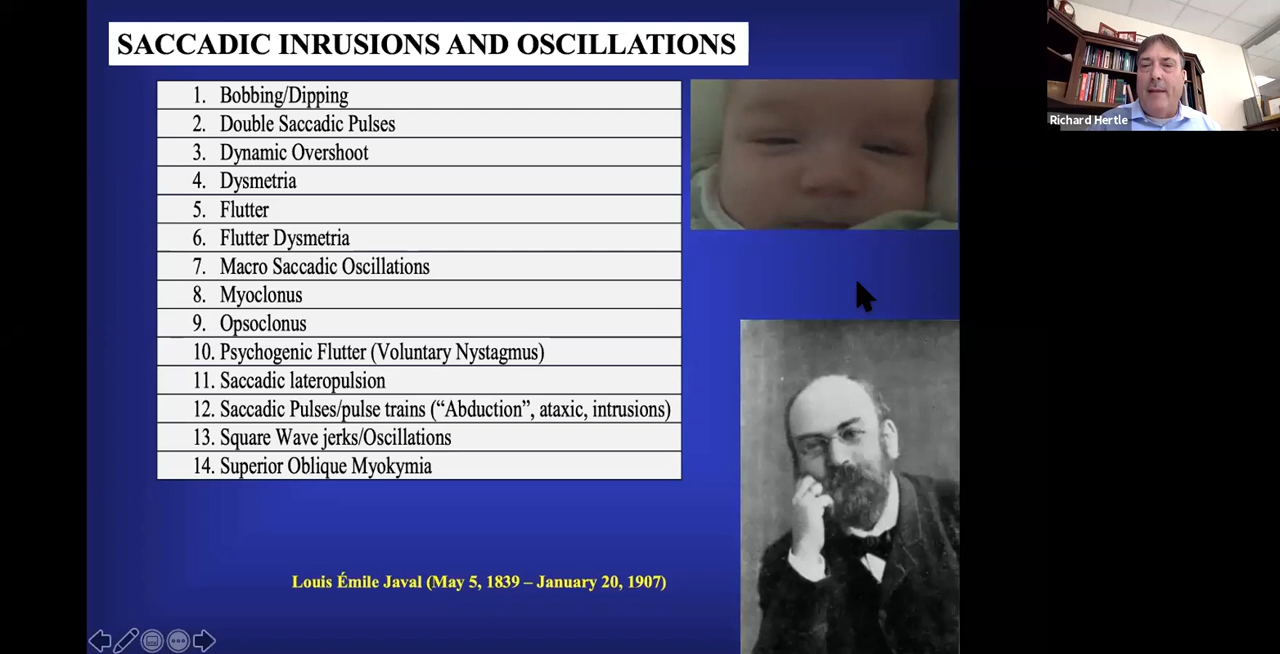 SACCADIC INRUSIONS AND OSCILLATIONS
1. Bobbing/Dipping
2. Double Saccadic Pulses
3. Dynamic Overshoot
4. Dysmetria
5. Flutter
6. Flutter Dysmetria
7. Macro Saccadic Oscillations
8. Myoclonus
9. Opsoclonus
10. Psychogenic Flutter (Voluntary Nystagmus)
11. Saccadic lateropulsion
12. Saccadic Pulses/pulse trains (“Abduction”, ataxic, intrusions)
13. Square Wave jerks/Oscillations
14. Superior Oblique Myokymia
Louis Émile Javal (May 5, 1839 – January 20, 1907)
Richard Hertle